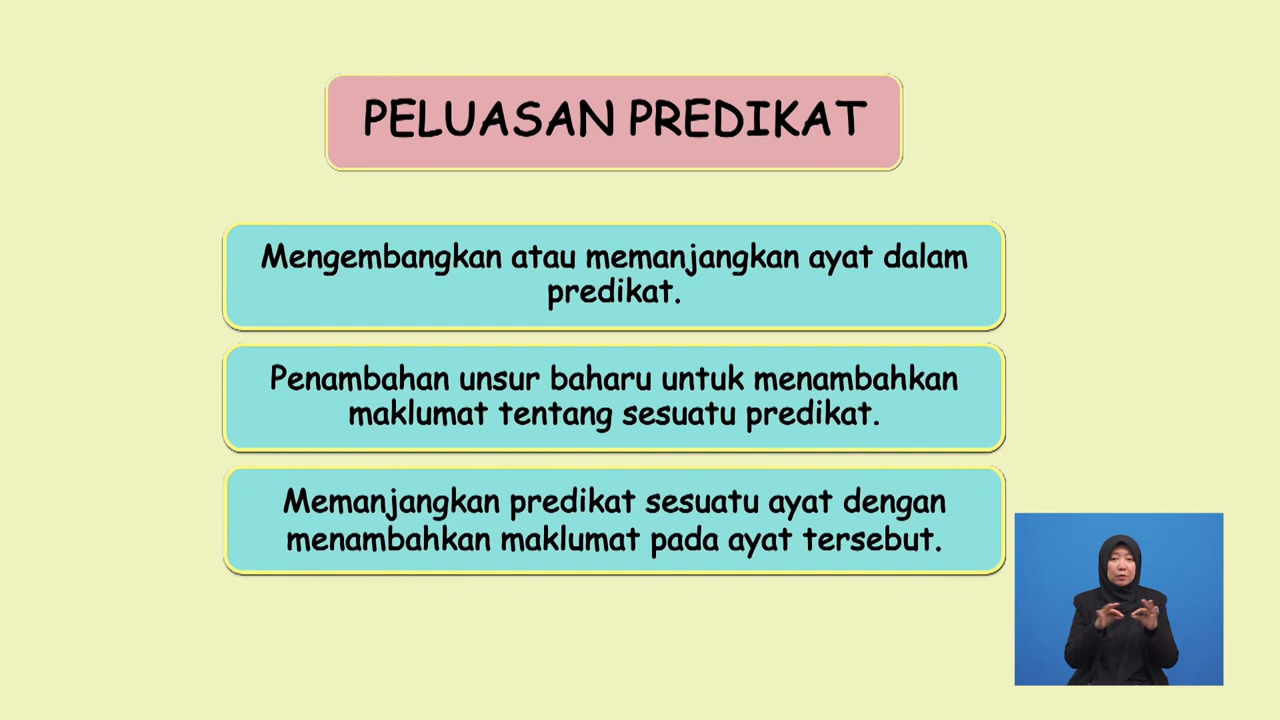 PELUASAN PREDIKAT
Mengembangkan atau memanjangkan ayat dalam
predikat.
Penambahan unsur baharu untuk menambahkan
maklumat tentang sesuatu predikat.
Memanjangkan predikat sesuatu ayat dengan
menambahkan maklumat pada ayat tersebut.